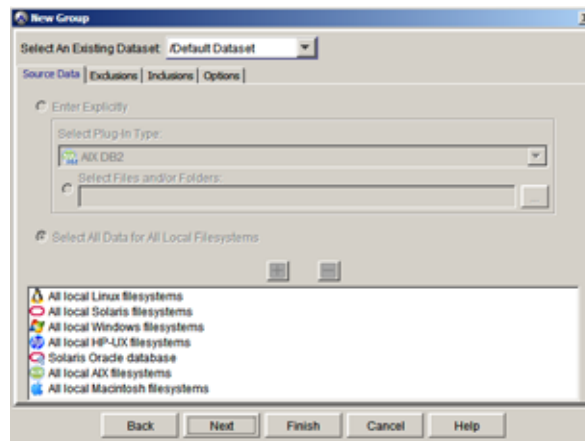 New Group
Select An Existing Dataset: /Default Dataset
Source Data Exclusions Inclusions Options
Enter Explicitly
Select Plug-In Type:
AIX DB2
Select Files and/or Folders:
...
Select All Data for All Local Filesystems
All local Linux filesystems
All local Solaris filesystems
All local Windows filesystems
All local HP-UX filesystems
Solaris Oracle database
All local AIX filesystems
All local Macintosh filesystems
Back Next Finish Cancel Help